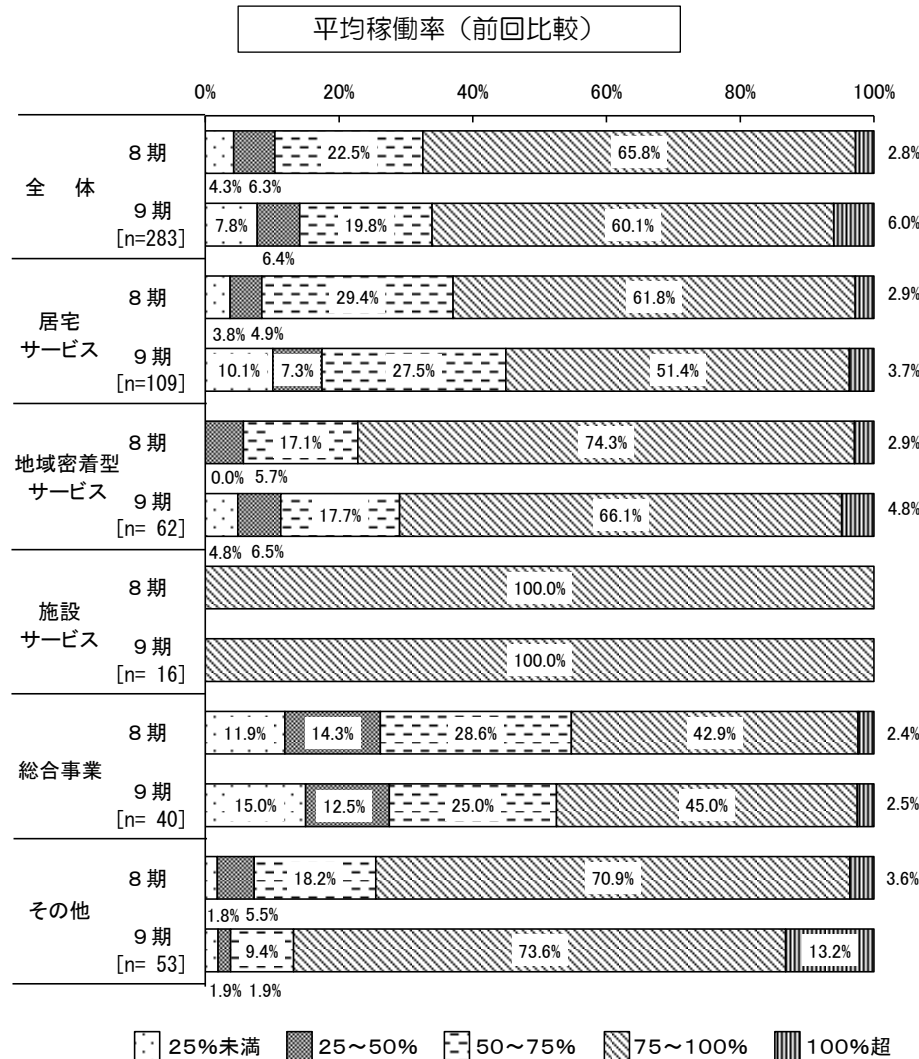 平均稼働率（前回比較）
0% 20% 40% 60% 80% 100%
全　体
８期
22.5% 65.8% 2.8%
4.3% 6.3%
９期
[n=283]
7.8% 19.8% 60.1% 6.0%
6.4%
居宅
サービス
８期
29.4% 61.8% 2.9%
3.8% 4.9%
９期
[n=109]
10.1% 7.3% 27.5% 51.4% 3.7%
地域密着型
サービス
８期
17.1% 74.3% 2.9%
0.0% 5.7%
９期
[n= 62]
17.7% 66.1% 4.8%
4.8% 6.5%
施設
サービス
８期
100.0%
９期
[n= 16]
100.0%
総合事業
８期
11.9% 14.3% 28.6% 42.9% 2.4%
９期
[n= 40]
15.0% 12.5% 25.0% 45.0% 2.5%
その他
８期
18.2% 70.9% 3.6%
1.8% 5.5%
９期
[n= 53]
9.4% 73.6% 13.2%
1.9% 1.9%
25%未満 25～50% 50～75% 75～100% 100%超